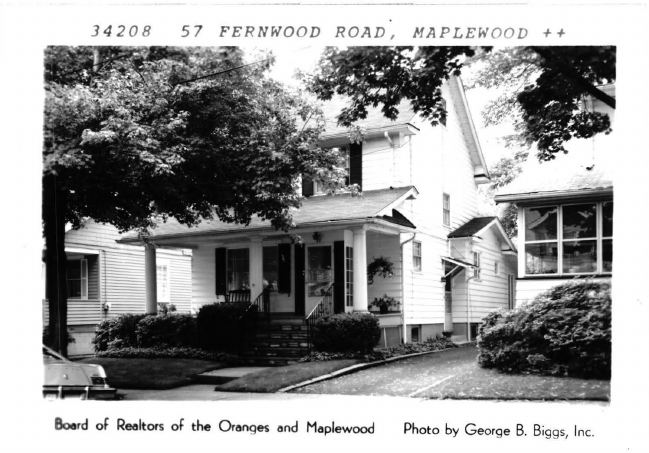 34208 57 FERNWOOD ROAD, MAPLEWOOD ++
Board of Realtors of the Oranges and Maplewood Photo by George B. Biggs, Inc.